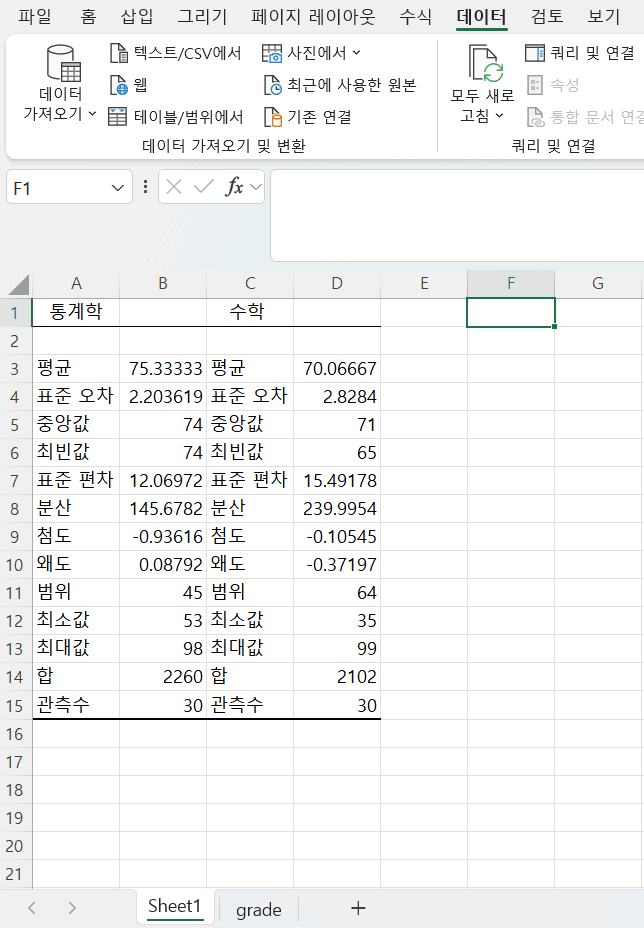 파일 홈 삽입 그리기 페이지 레이아웃 수식 데이터 검토 보기
데이터 가져오기
텍스트/CSV에서
웹
테이블/범위에서
사진에서
최근에 사용한 원본
기존 연결
데이터 가져오기 및 변환
모두 새로 고침
쿼리 및 연결
속성
통합 문서 연결
쿼리 및 연결
F1 fx
A B C D E F G
1 통계학 수학
2
3 평균 75.33333 평균 70.06667
4 표준 오차 2.203619 표준 오차 2.8284
5 중앙값 74 중앙값 71
6 최빈값 74 최빈값 65
7 표준 편차 12.06972 표준 편차 15.49178
8 분산 145.6782 분산 239.9954
9 첨도 -0.93616 첨도 -0.10545
10 왜도 0.08792 왜도 -0.37197
11 범위 45 범위 64
12 최소값 53 최소값 35
13 최대값 98 최대값 99
14 합 2260 합 2102
15 관측수 30 관측수 30
16
17
18
19
20
21
Sheet1 grade +